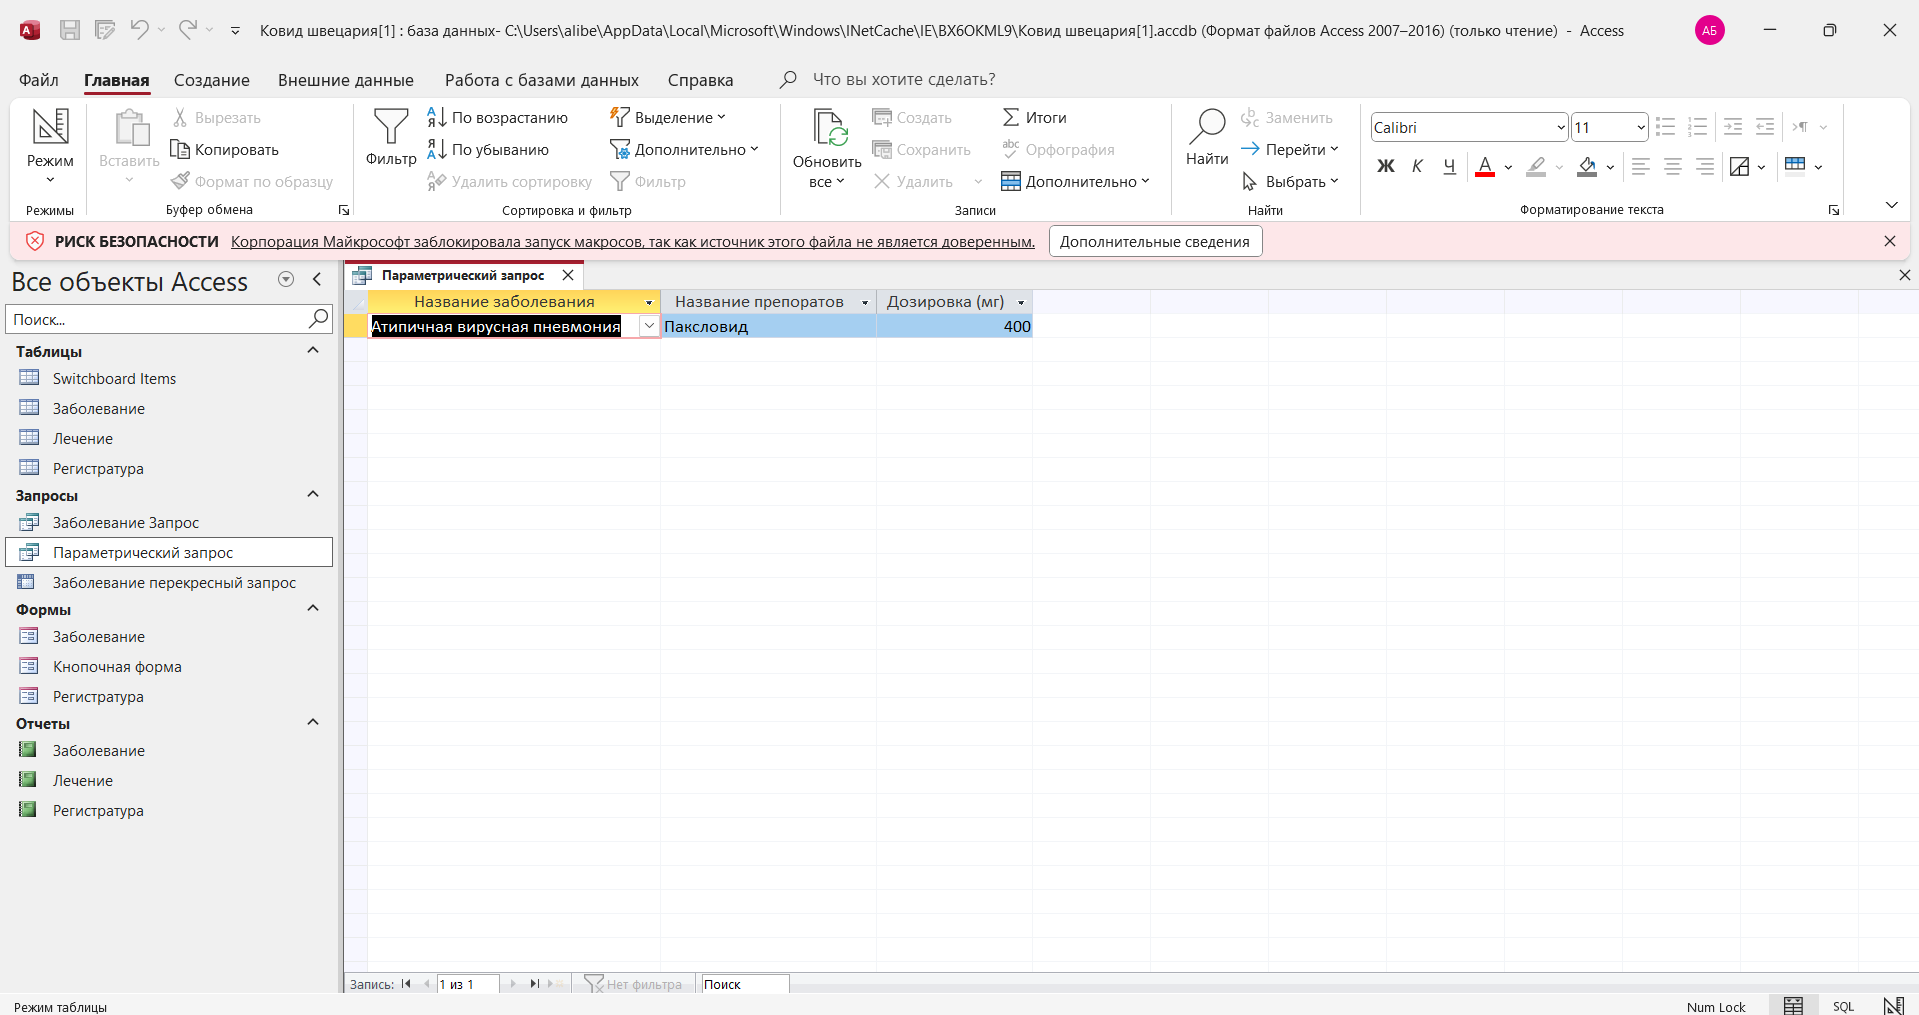 Ковид швецария[1] : база данных- C:\Users\alibe\AppData\Local\Microsoft\Windows\INetCache\IE\BX6OKML9\Ковид швецария[1].accdb (Формат файлов Access 2007–2016) (только чтение) - Access
АБ
Файл Главная Создание Внешние данные Работа с базами данных Справка Что вы хотите сделать?
Режим
Режимы
Вставить
Вырезать
Копировать
Формат по образцу
Буфер обмена
Фильтр
По возрастанию
По убыванию
Удалить сортировку
Выделение
Дополнительно
Фильтр
Сортировка и фильтр
Обновить
все
Создать
Сохранить
Удалить
Итоги
Орфография
Дополнительно
Записи
Найти
Заменить
Перейти
Выбрать
Найти
Calibri
11
Ж К Ч А
Форматирование текста
РИСК БЕЗОПАСНОСТИ Корпорация Майкрософт заблокировала запуск макросов, так как источник этого файла не является доверенным. Дополнительные сведения
Все объекты Access
Поиск...
Таблицы
Switchboard Items
Заболевание
Лечение
Регистратура
Запросы
Заболевание Запрос
Параметрический запрос
Заболевание перекресный запрос
Формы
Заболевание
Кнопочная форма
Регистратура
Отчеты
Заболевание
Лечение
Регистратура
Параметрический запрос
Название заболевания Название препоратов Дозировка (мг)
Атипичная вирусная пневмония Паксловид 400
Запись: 1 из 1 Нет фильтра Поиск
Режим таблицы
Num Lock
SQL